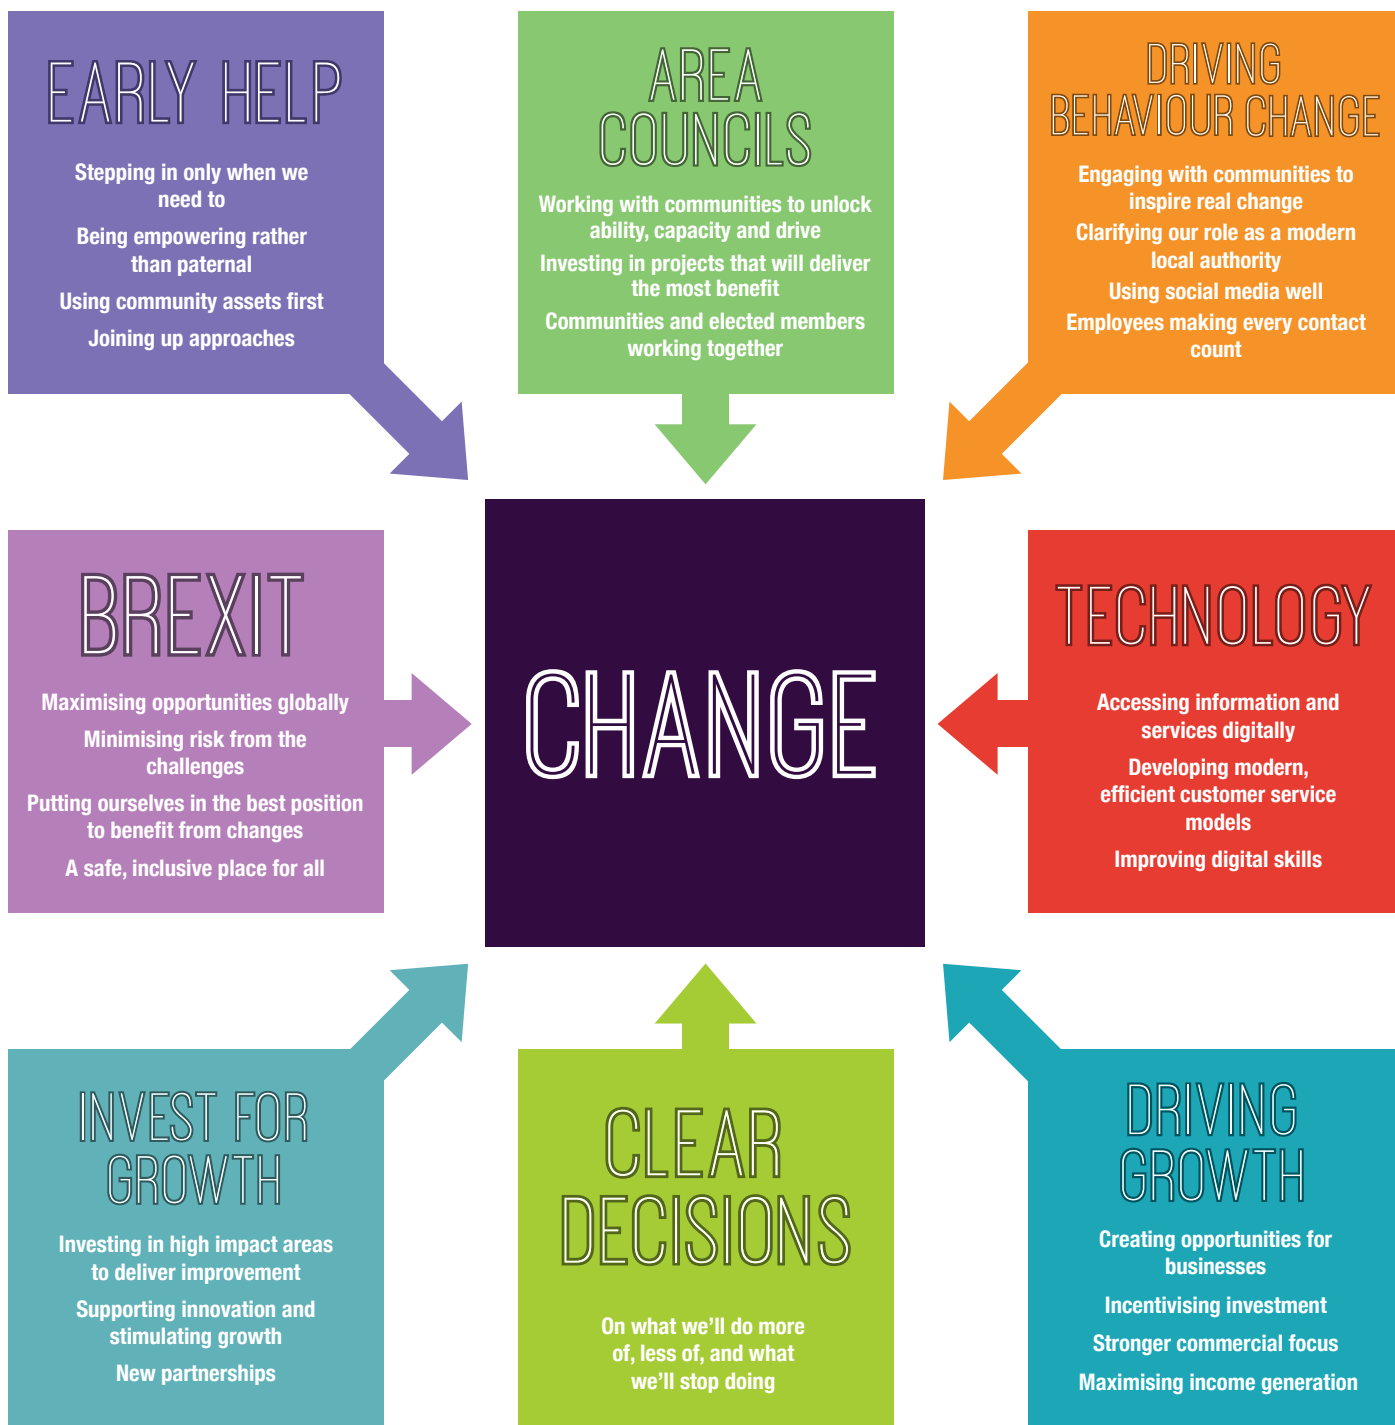 EARLY HELP
Stepping in only when we
need to
Being empowering rather
than paternal
Using community assets first
Joining up approaches
AREA
COUNCILS
Working with communities to unlock
ability, capacity and drive
Investing in projects that will deliver
the most benefit
Communities and elected members
working together
DRIVING
BEHAVIOUR CHANGE
Engaging with communities to
inspire real change
Clarifying our role as a modern
local authority
Using social media well
Employees making every contact
count
BREXIT
Maximising opportunities globally
Minimising risk from the
challenges
Putting ourselves in the best position
to benefit from changes
A safe, inclusive place for all
CHANGE
TECHNOLOGY
Accessing information and
services digitally
Developing modern,
efficient customer service
models
Improving digital skills
INVEST FOR
GROWTH
Investing in high impact areas
to deliver improvement
Supporting innovation and
stimulating growth
New partnerships
CLEAR
DECISIONS
On what we'll do more
of, less of, and what
we'll stop doing
DRIVING
GROWTH
Creating opportunities for
businesses
Incentivising investment
Stronger commercial focus
Maximising income generation